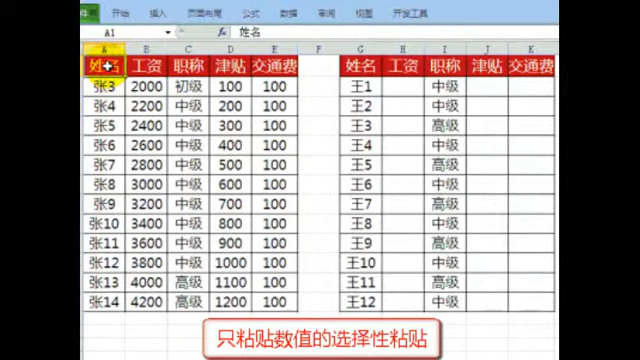 件 开始 插入 页面布局 公式 数据 审阅 视图 开发工具
A1 fx 姓名
A B C D E F G H I J K
姓名 工资 职称 津贴 交通费 姓名 工资 职称 津贴 交通费
张3 2000 初级 100 100 王1 中级
张4 2200 中级 200 100 王2 中级
张5 2400 中级 300 100 王3 高级
张6 2600 中级 400 100 王4 中级
张7 2800 中级 500 100 王5 高级
张8 3000 中级 600 100 王6 中级
张9 3200 中级 700 100 王7 高级
张10 3400 中级 800 100 王8 中级
张11 3600 中级 900 100 王9 高级
张12 3800 中级 1000 100 王10 中级
张13 4000 高级 1100 100 王11 高级
张14 4200 高级 1200 100 王12 中级
只粘贴数值的选择性粘贴